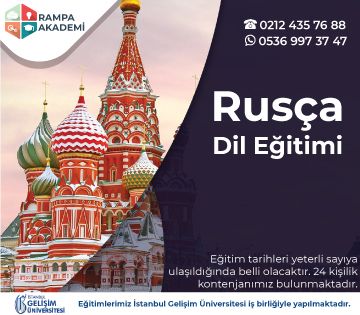 RAMPA
AKADEMİ
0212 435 76 88
0536 997 37 47
Rusça
Dil Eğitimi
Eğitim tarihleri yeterli sayıya
ulaşıldığında belli olacaktır. 24 kişilik
kontenjanımız bulunmaktadır.
İSTANBUL
GELİŞİM
ÜNİVERSİTESİ
Eğitimlerimiz İstanbul Gelişim Üniversitesi iş birliğiyle yapılmaktadır.